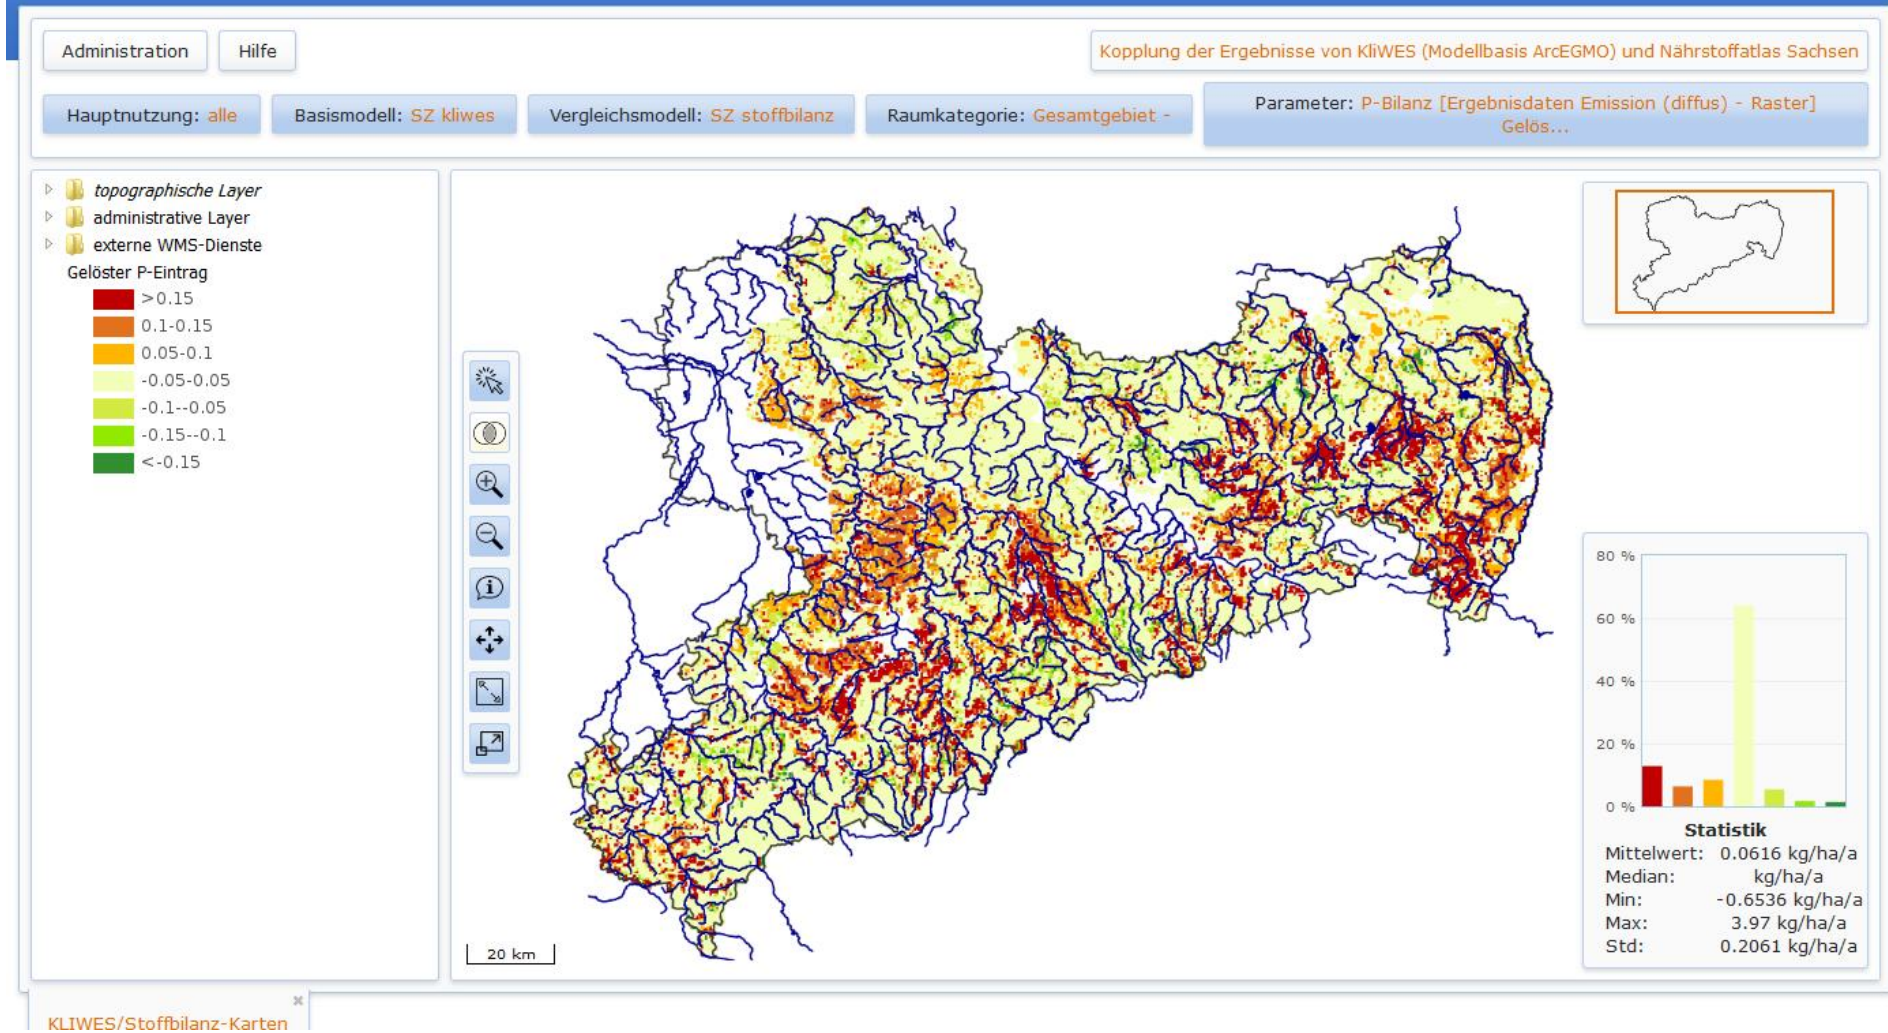 Administration
Hilfe
Kopplung der Ergebnisse von KliWES (Modellbasis ArcEGMO) und Nährstoffatlas Sachsen
Hauptnutzung: alle
Basismodell: SZ kliwes
Vergleichsmodell: SZ stoffbilanz
Raumkategorie: Gesamtgebiet -
Parameter: P-Bilanz [Ergebnisdaten Emission (diffus) - Raster]
Gelös...
topographische Layer
administrative Layer
externe WMS-Dienste
Gelöster P-Eintrag
>0.15
0.1-0.15
0.05-0.1
-0.05-0.05
-0.1--0.05
-0.15--0.1
<-0.15
20 km
80 %
60 %
40 %
20 %
0 %
Statistik
Mittelwert: 0.0616 kg/ha/a
Median: kg/ha/a
Min: -0.6536 kg/ha/a
Max: 3.97 kg/ha/a
Std: 0.2061 kg/ha/a
KLIWES/Stoffbilanz-Karten